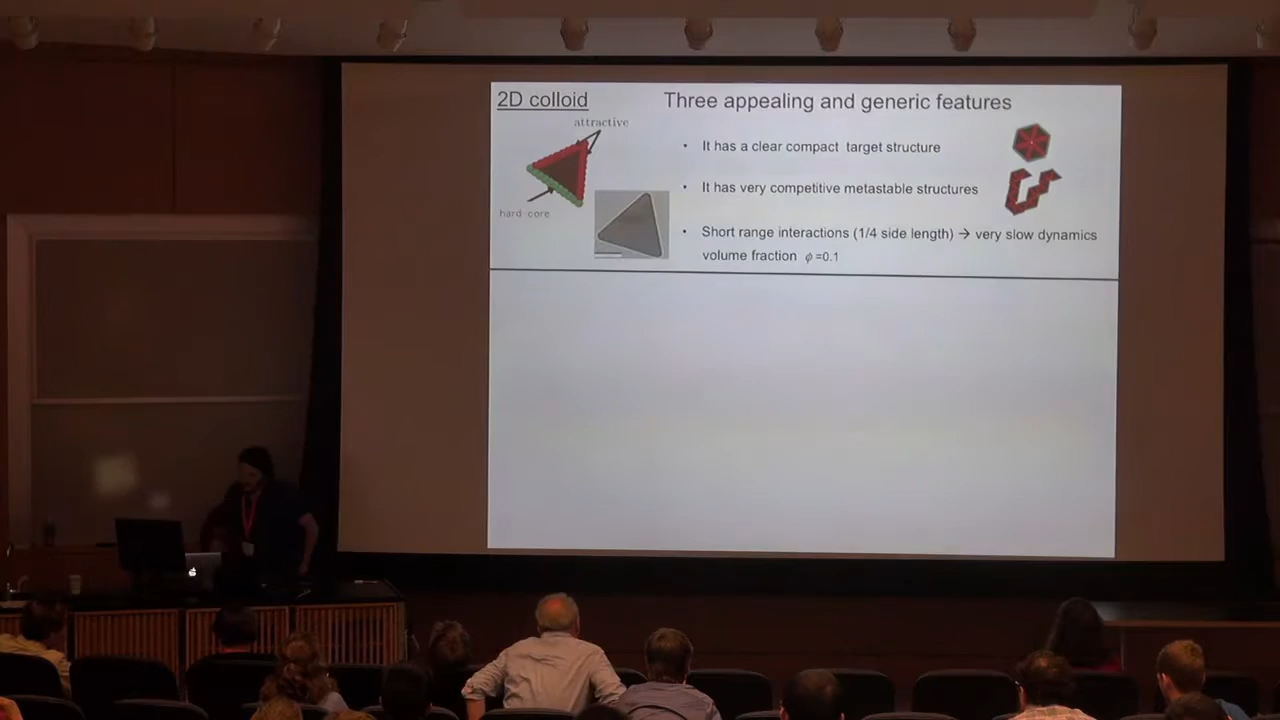 2D colloid
Three appealing and generic features
attractive
hard core
• It has a clear compact target structure
• It has very competitive metastable structures
• Short range interactions (1/4 side length) → very slow dynamics
volume fraction ϕ =0.1